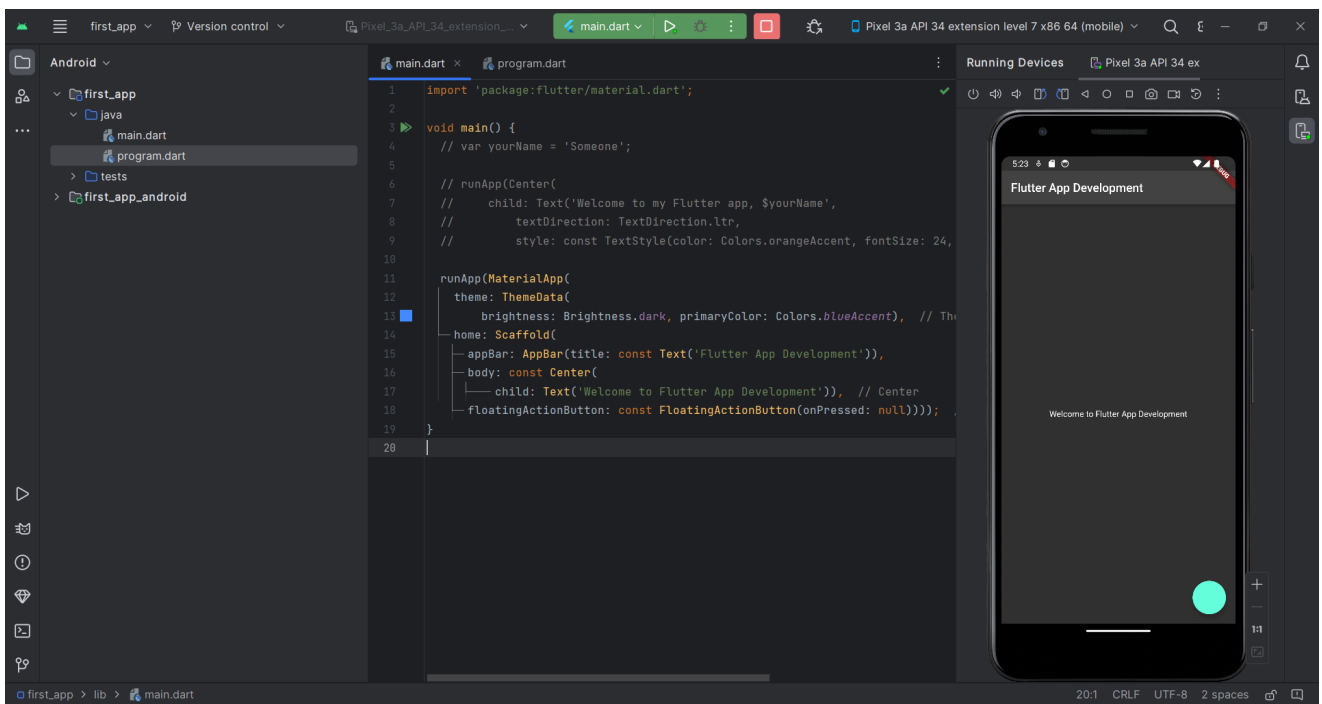 first_app
Version control
Pixel_3a_API_34_extension_...
main.dart
Pixel 3a API 34 extension level 7 x86 64 (mobile)
Android
first_app
java
main.dart
program.dart
tests
first_app_android
main.dart
program.dart
1 import 'package:flutter/material.dart';
2
3 void main() {
4 // var yourName = 'Someone';
5
6 // runApp(Center(
7 // child: Text('Welcome to my Flutter app, $yourName',
8 // textDirection: TextDirection.ltr,
9 // style: const TextStyle(color: Colors.orangeAccent, fontSize: 24,
10
11 runApp(MaterialApp(
12 theme: ThemeData(
13 brightness: Brightness.dark, primaryColor: Colors.blueAccent), // Th
14 home: Scaffold(
15 appBar: AppBar(title: const Text('Flutter App Development')),
16 body: const Center(
17 child: Text('Welcome to Flutter App Development')), // Center
18 floatingActionButton: const FloatingActionButton(onPressed: null))));
19 }
20
Running Devices
Pixel 3a API 34 ex
5:23
Flutter App Development
Welcome to Flutter App Development
1:1
first_app > lib > main.dart
20:1 CRLF UTF-8 2 spaces